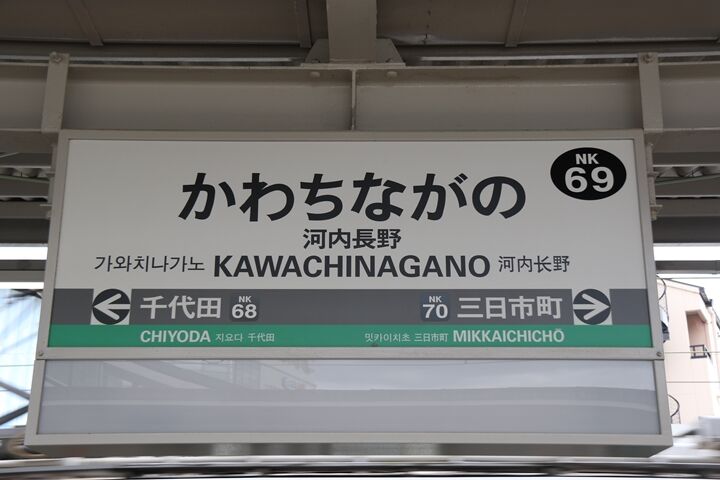 NK
69
かわちながの
河内長野
가와치나가노 KAWACHINAGANO 河内长野
千代田 NK 68 NK 70 三日市町
CHIYODA 지요다 千代田 밋카이치초 三日市町 MIKKAICHICHŌ